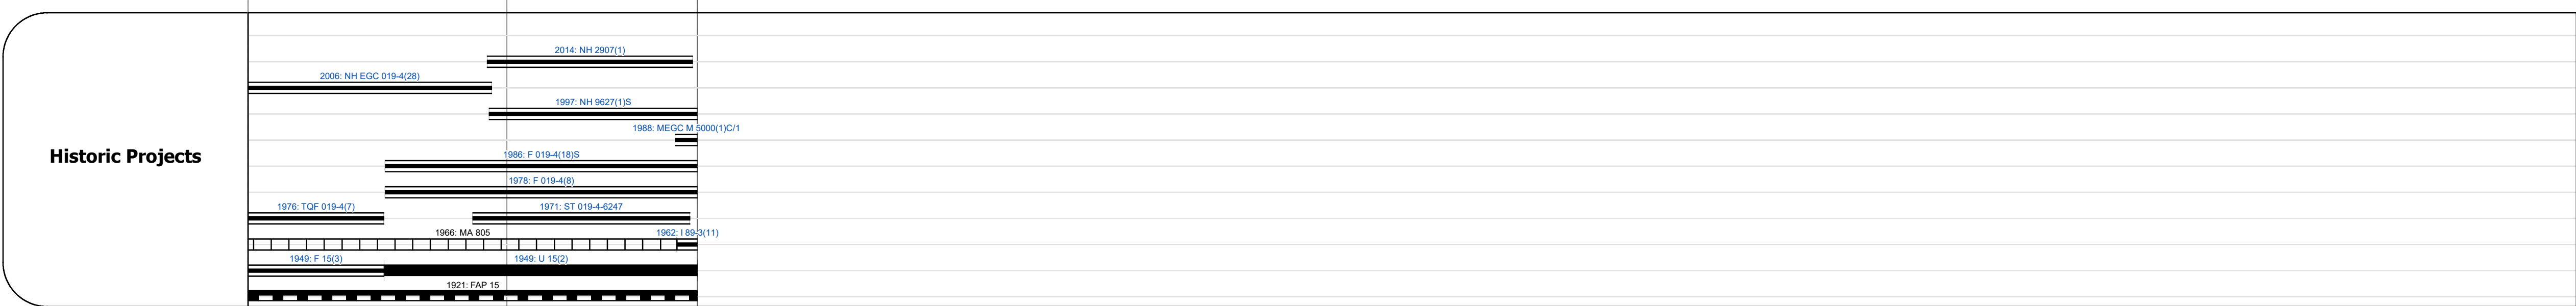 2014: NH 2907(1)
2006: NH EGC 019-4(28)
1997: NH 9627(1)S
1988: MEGC M 5000(1)C/1
Historic Projects
1986: F 019-4(18)S
1978: F 019-4(8)
1976: TQF 019-4(7) 1971: ST 019-4-6247
1966: MA 805 1962: I 89-3(11)
1949: F 15(3) 1949: U 15(2)
1921: FAP 15